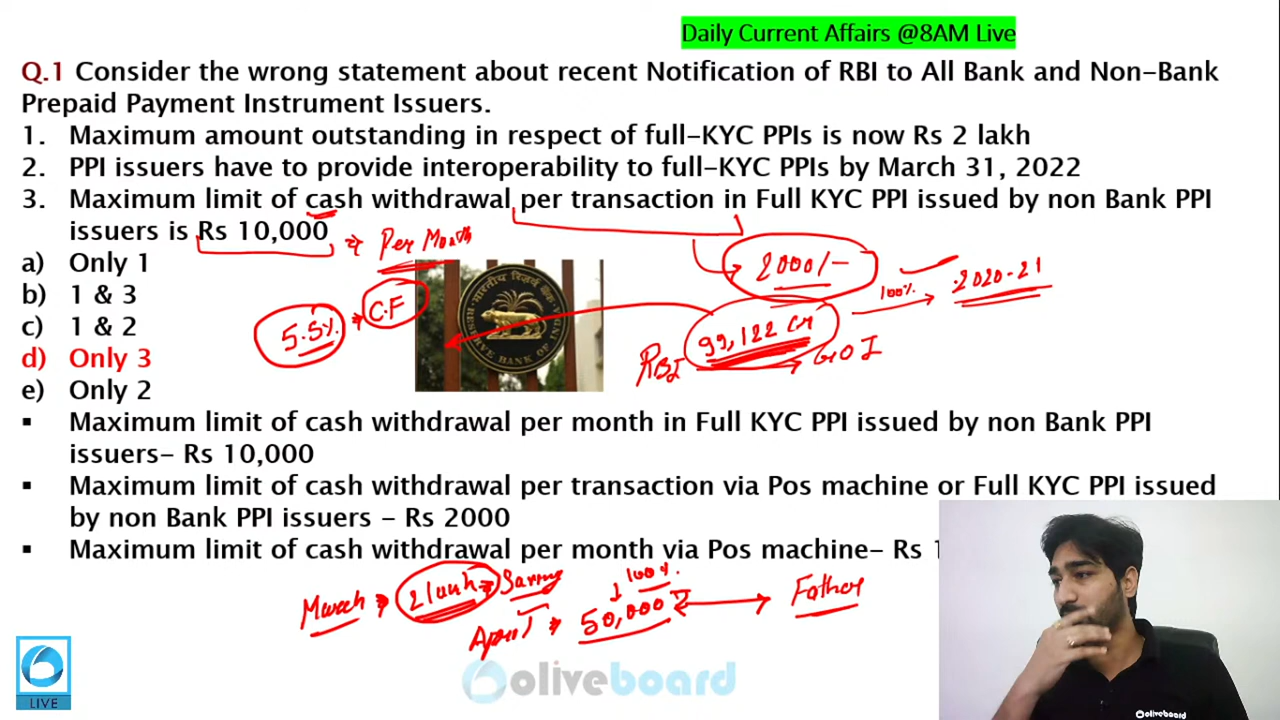 Daily Current Affairs @8AM Live
Q.1 Consider the wrong statement about recent Notification of RBI to All Bank and Non-Bank
Prepaid Payment Instrument Issuers.
1. Maximum amount outstanding in respect of full-KYC PPIs is now Rs 2 lakh
2. PPI issuers have to provide interoperability to full-KYC PPIs by March 31, 2022
3. Maximum limit of cash withdrawal per transaction in Full KYC PPI issued by non Bank PPI
issuers is Rs 10,000
Per Month
2000/-
100%
2020-21
a) Only 1
b) 1 & 3
c) 1 & 2
d) Only 3
e) Only 2
5.5%
C.F
99,122 Cr
RBI
GOI
भारतीय रिज़र्व बैंक
RESERVE BANK OF INDIA
▪ Maximum limit of cash withdrawal per month in Full KYC PPI issued by non Bank PPI
issuers- Rs 10,000
▪ Maximum limit of cash withdrawal per transaction via Pos machine or Full KYC PPI issued
by non Bank PPI issuers - Rs 2000
▪ Maximum limit of cash withdrawal per month via Pos machine- Rs 1
March
2 lakh
Saving
100%
April
50,000
Father
LIVE
oliveboard
oliveboard